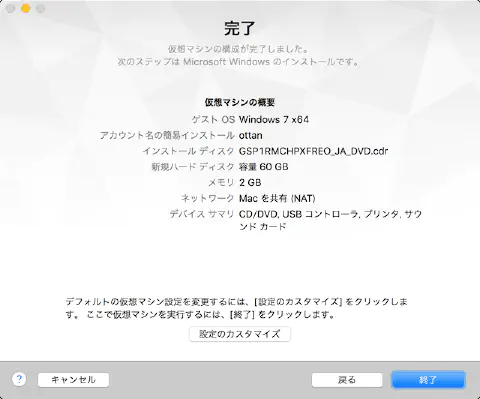 完了
仮想マシンの構成が完了しました。
次のステップは Microsoft Windows のインストールです。
仮想マシンの概要
ゲスト OS Windows 7 x64
アカウント名の簡易インストール ottan
インストール ディスク GSP1RMCHPXFREO_JA_DVD.cdr
新規ハード ディスク 容量 60 GB
メモリ 2 GB
ネットワーク Mac を共有 (NAT)
デバイス サマリ CD/DVD, USB コントローラ, プリンタ, サウ
ンド カード
デフォルトの仮想マシン設定を変更するには、[設定のカスタマイズ] をクリックしま
す。 ここで仮想マシンを実行するには、[終了] をクリックします。
設定のカスタマイズ
? キャンセル 戻る 終了